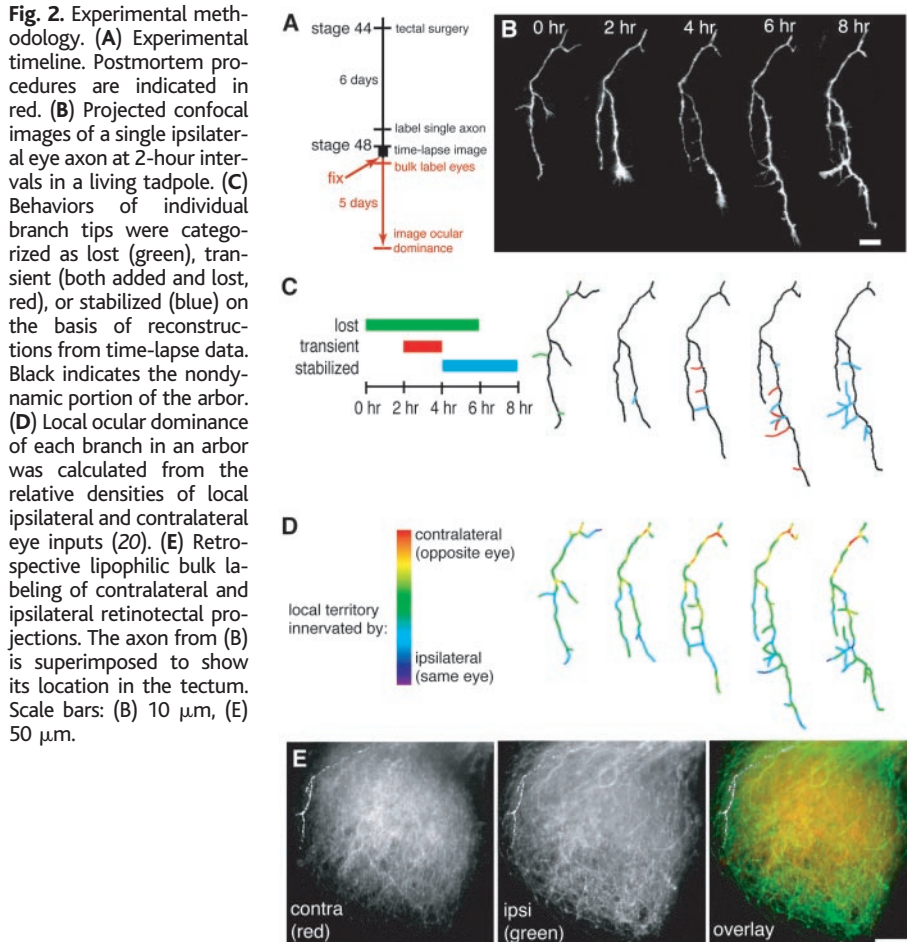 Fig. 2. Experimental meth-
odology. (A) Experimental
timeline. Postmortem pro-
cedures are indicated in
red. (B) Projected confocal
images of a single ipsilater-
al eye axon at 2-hour inter-
vals in a living tadpole. (C)
Behaviors of individual
branch tips were catego-
rized as lost (green), tran-
sient (both added and lost,
red), or stabilized (blue) on
the basis of reconstruc-
tions from time-lapse data.
Black indicates the nondy-
namic portion of the arbor.
(D) Local ocular dominance
of each branch in an arbor
was calculated from the
relative densities of local
ipsilateral and contralateral
eye inputs (20). (E) Retro-
spective lipophilic bulk la-
beling of contralateral and
ipsilateral retinotectal pro-
jections. The axon from (B)
is superimposed to show
its location in the tectum.
Scale bars: (B) 10 μm, (E)
50 μm.
A
stage 44
tectal surgery
6 days
label single axon
stage 48
time-lapse image
bulk label eyes
fix
5 days
image ocular
dominance
B
0 hr 2 hr 4 hr 6 hr 8 hr
C
lost
transient
stabilized
0 hr 2 hr 4 hr 6 hr 8 hr
D
contralateral
(opposite eye)
local territory
innervated by:
ipsilateral
(same eye)
E
contra
(red)
ipsi
(green)
overlay